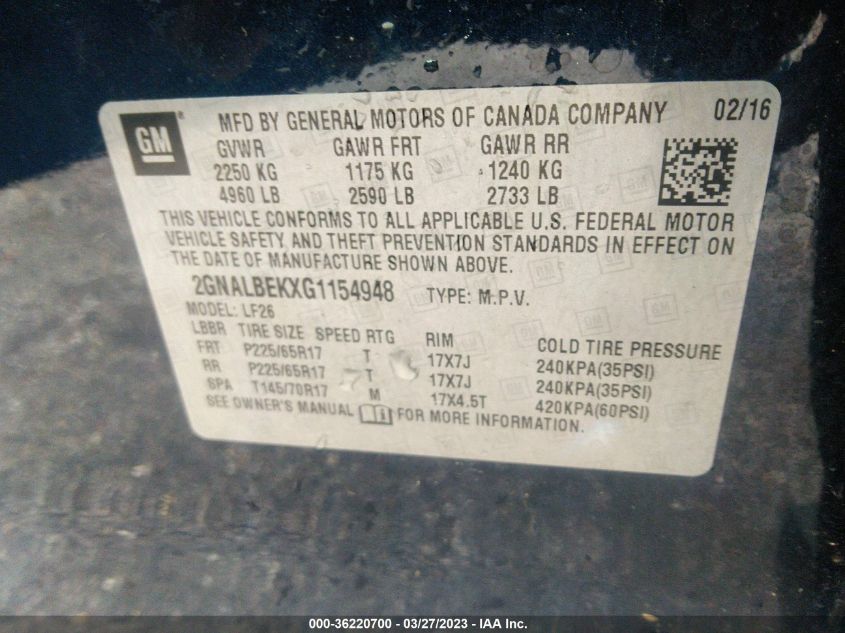 GM ®
MFD BY GENERAL MOTORS OF CANADA COMPANY 02/16
GVWR GAWR FRT GAWR RR
2250 KG 1175 KG 1240 KG
4960 LB 2590 LB 2733 LB
THIS VEHICLE CONFORMS TO ALL APPLICABLE U.S. FEDERAL MOTOR
VEHICLE SAFETY AND THEFT PREVENTION STANDARDS IN EFFECT ON
THE DATE OF MANUFACTURE SHOWN ABOVE.
2GNALBEKXG1154948 TYPE: M.P.V.
MODEL: LF26
LBBR TIRE SIZE SPEED RTG RIM COLD TIRE PRESSURE
FRT P225/65R17 T 17X7J 240KPA(35PSI)
RR P225/65R17 T 17X7J 240KPA(35PSI)
SPA T145/70R17 M 17X4.5T 420KPA(60PSI)
SEE OWNER'S MANUAL FOR MORE INFORMATION.
000-36220700 — 03/27/2023 — IAA Inc.